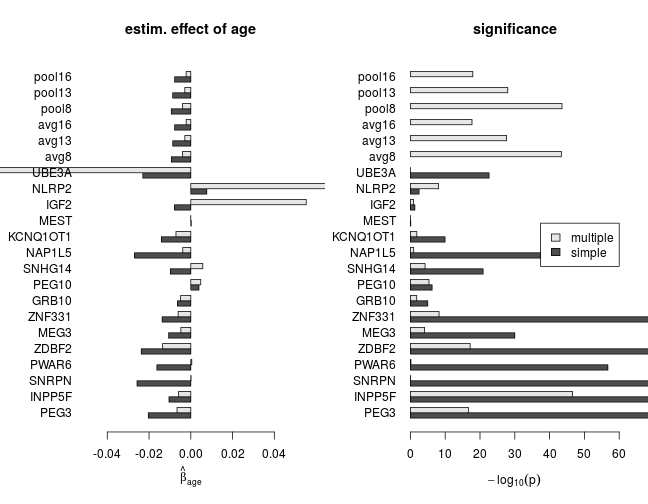 estim. effect of age
pool16
pool13
pool8
avg16
avg13
avg8
UBE3A
NLRP2
IGF2
MEST
KCNQ1OT1
NAP1L5
SNHG14
PEG10
GRB10
ZNF331
MEG3
ZDBF2
PWAR6
SNRPN
INPP5F
PEG3
-0.04 -0.02 0.00 0.02 0.04
β̂age
significance
pool16
pool13
pool8
avg16
avg13
avg8
UBE3A
NLRP2
IGF2
MEST
KCNQ1OT1
NAP1L5
SNHG14
PEG10
GRB10
ZNF331
MEG3
ZDBF2
PWAR6
SNRPN
INPP5F
PEG3
multiple
simple
0 10 20 30 40 50 60
−log10(p)